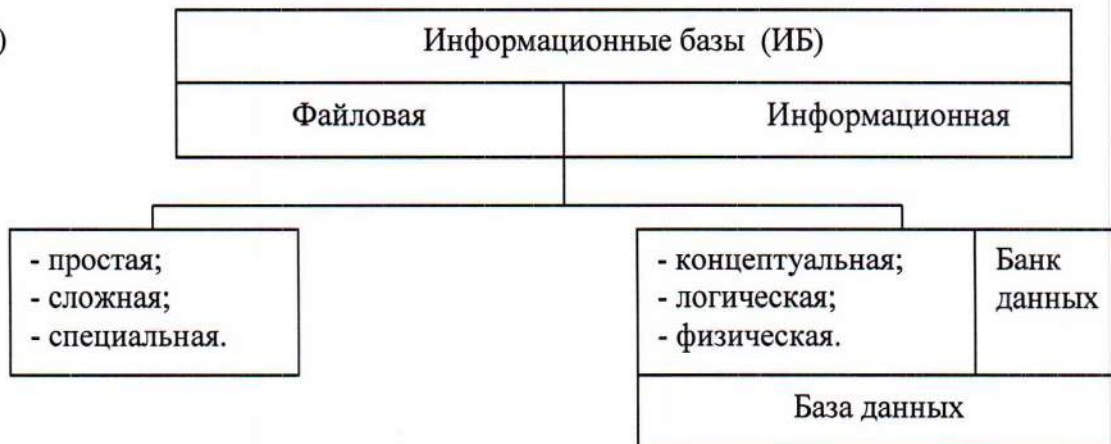 )
Информационные базы (ИБ)
Файловая
Информационная
- простая;
- сложная;
- специальная.
- концептуальная;
- логическая;
- физическая.
Банк
данных
База данных